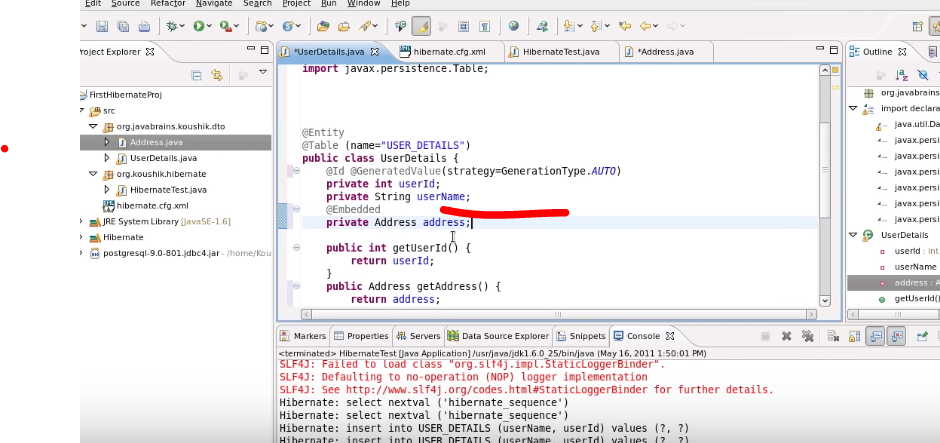 Edit Source Refactor Navigate Search Project Run Window Help
Project Explorer
FirstHibernateProj
src
org.javabrains.koushik.dto
Address.java
UserDetails.java
org.koushik.hibernate
HibernateTest.java
hibernate.cfg.xml
JRE System Library [JavaSE-1.6]
Hibernate
postgresql-9.0-801.jdbc4.jar - /home/Kou
*UserDetails.java hibernate.cfg.xml HibernateTest.java *Address.java
import javax.persistence.Table;
@Entity
@Table (name="USER_DETAILS")
public class UserDetails {
@Id @GeneratedValue(strategy=GenerationType.AUTO)
private int userId;
private String userName;
@Embedded
private Address address;
public int getUserId() {
return userId;
}
public Address getAddress() {
return address;
Outline
org.javabrains
import declara
java.util.Da
javax.persi
javax.persi
javax.persi
javax.persi
javax.persi
javax.persi
UserDetails
userId : int
userName
address : A
getUserId()
Markers Properties Servers Data Source Explorer Snippets Console
<terminated> HibernateTest [Java Application] /usr/java/jdk1.6.0_25/bin/java (May 16, 2011 1:50:01 PM)
SLF4J: Failed to load class "org.slf4j.impl.StaticLoggerBinder".
SLF4J: Defaulting to no-operation (NOP) logger implementation
SLF4J: See http://www.slf4j.org/codes.html#StaticLoggerBinder for further details.
Hibernate: select nextval ('hibernate_sequence')
Hibernate: select nextval ('hibernate_sequence')
Hibernate: insert into USER_DETAILS (userName, userId) values (?, ?)
Hibernate: insert into USER_DETAILS (userName, userId) values (?, ?)